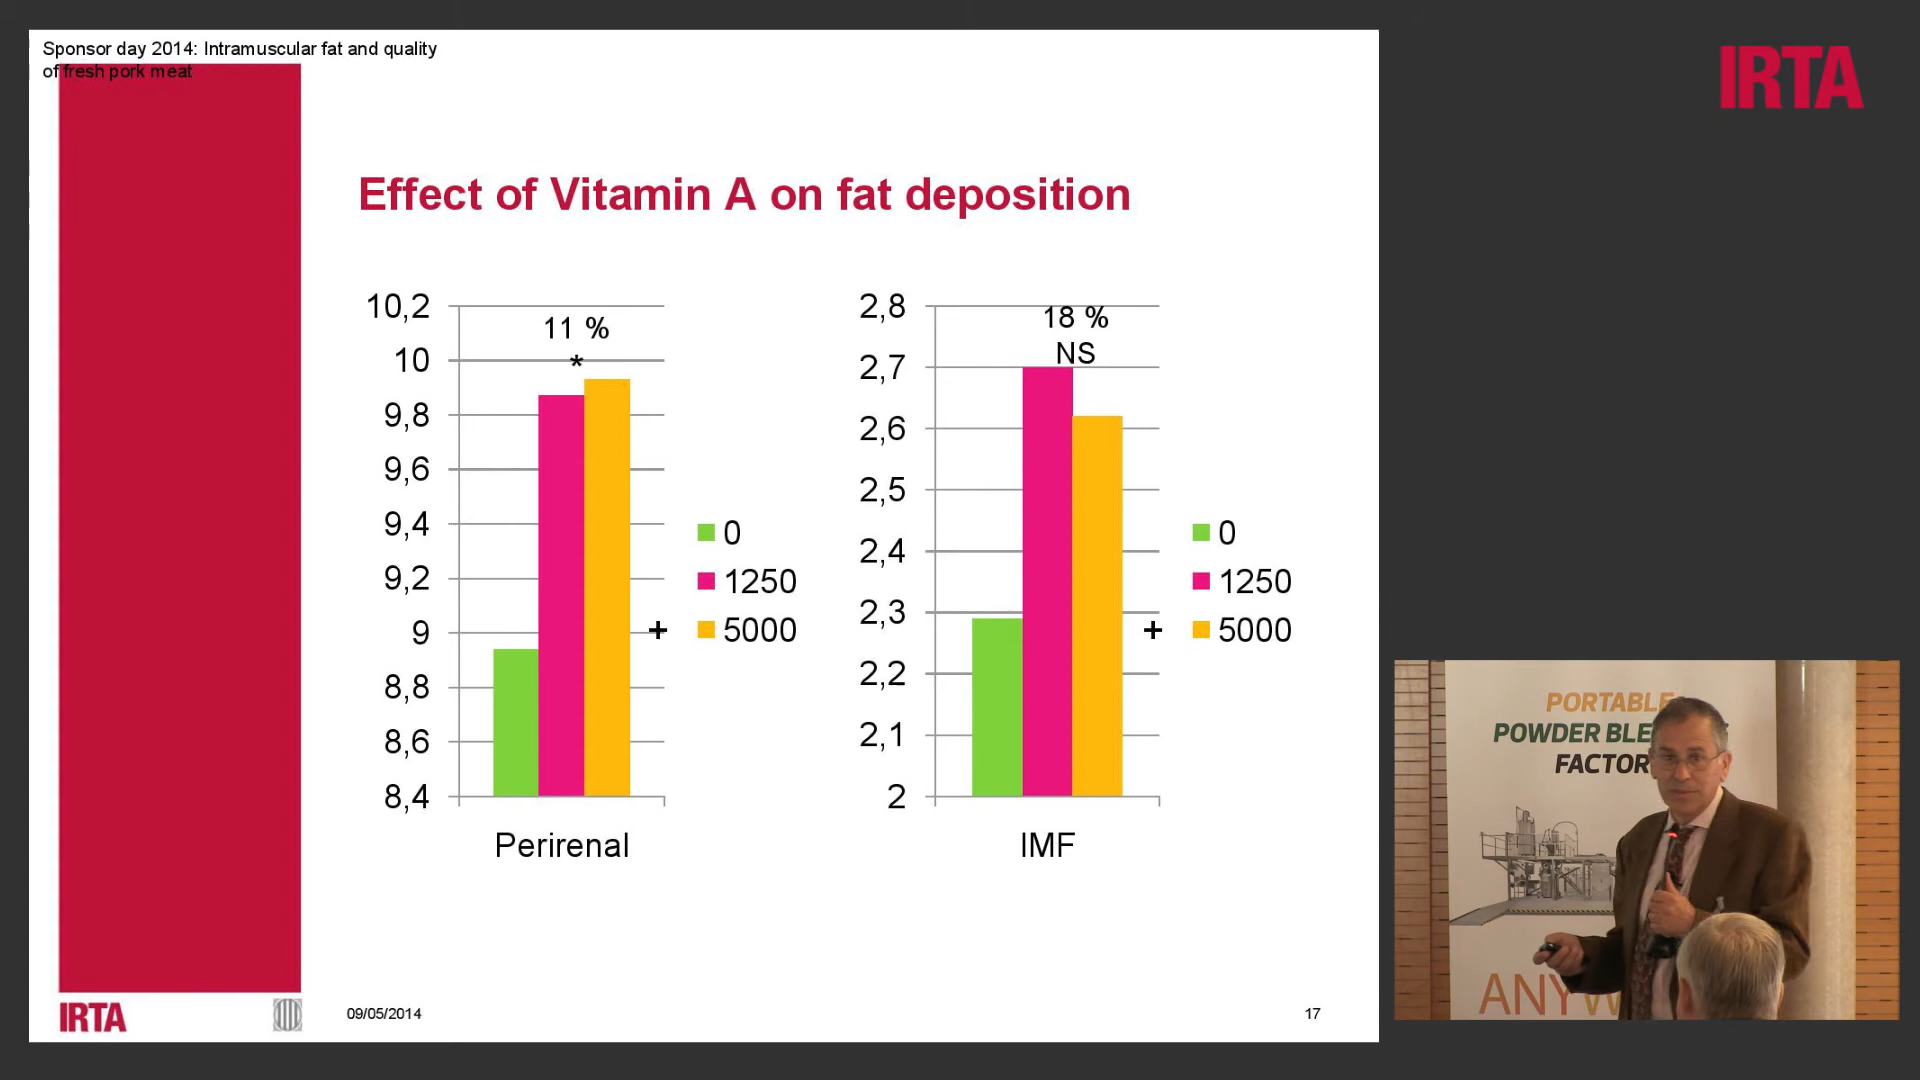 Sponsor day 2014: Intramuscular fat and quality
of fresh pork meat
IRTA
Effect of Vitamin A on fat deposition
10,2
10
9,8
9,6
9,4
9,2
9
8,8
8,6
8,4
11 %
*
Perirenal
0
1250
+ 5000
2,8
2,7
2,6
2,5
2,4
2,3
2,2
2,1
2
18 %
NS
IMF
0
1250
+ 5000
PORTABLE
POWDER
FACTOR
ANY
IRTA
09/05/2014
17